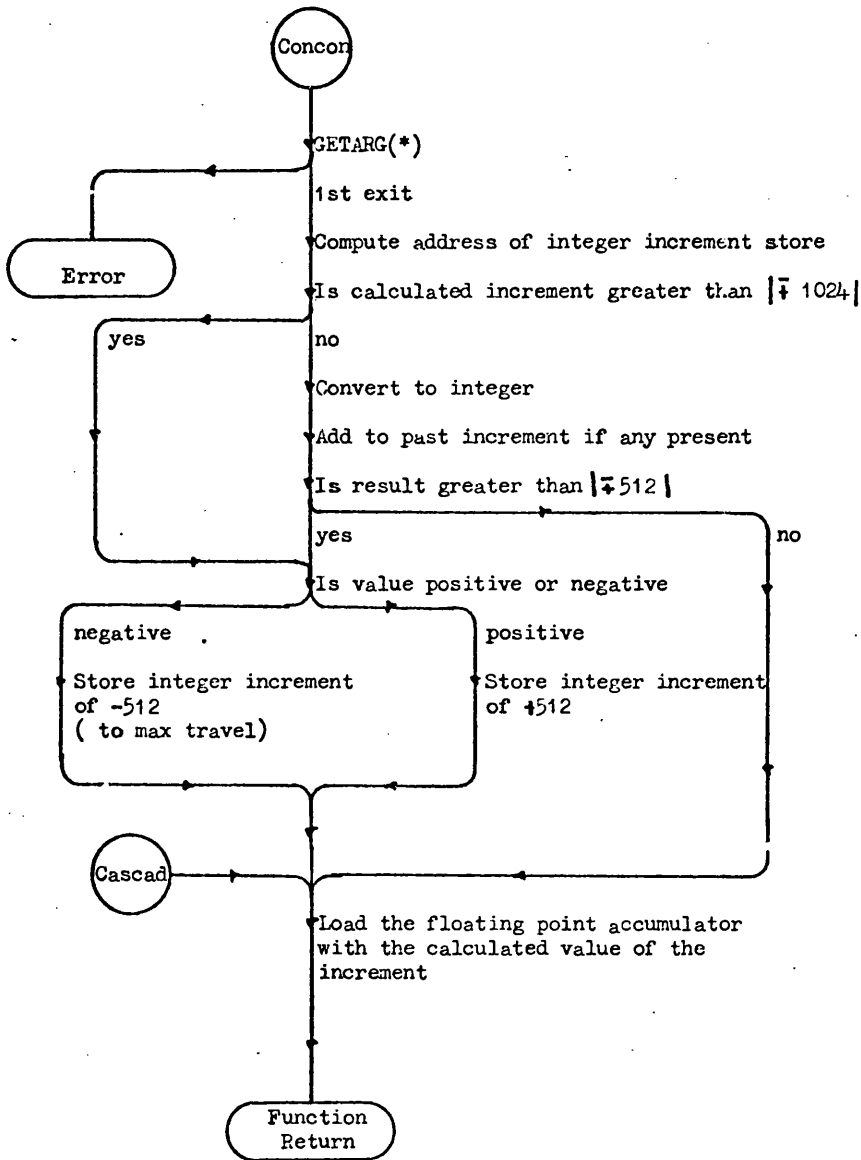 Concon
GETARG(*)
1st exit
Compute address of integer increment store
Error
Is calculated increment greater than |∓ 1024|
yes
no
Convert to integer
Add to past increment if any present
Is result greater than |∓512|
yes
no
Is value positive or negative
negative
positive
Store integer increment
of -512
( to max travel)
Store integer increment
of +512
Cascad
Load the floating point accumulator
with the calculated value of the
increment
Function
Return